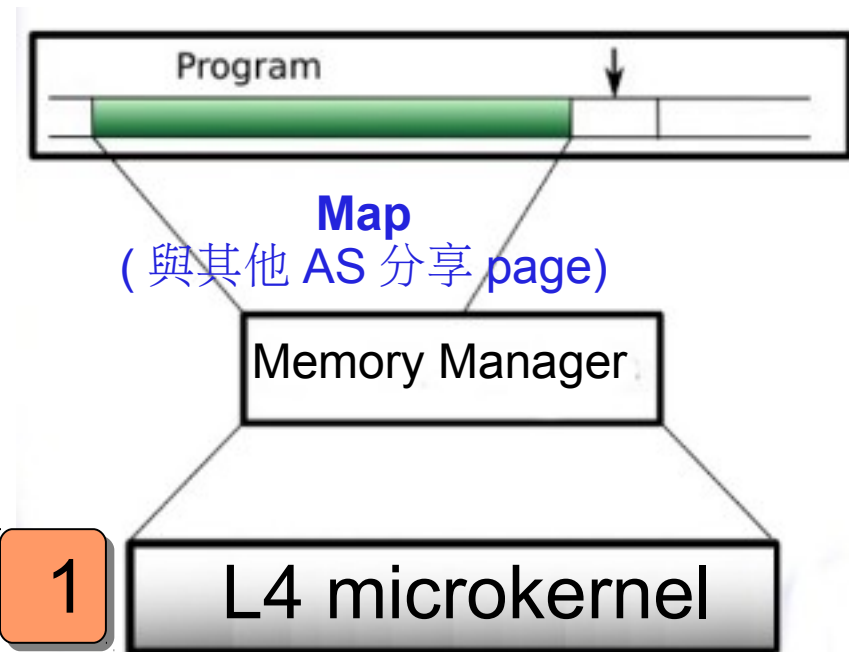 Program
Map
( 與其他 AS 分享 page)
Memory Manager
1
L4 microkernel